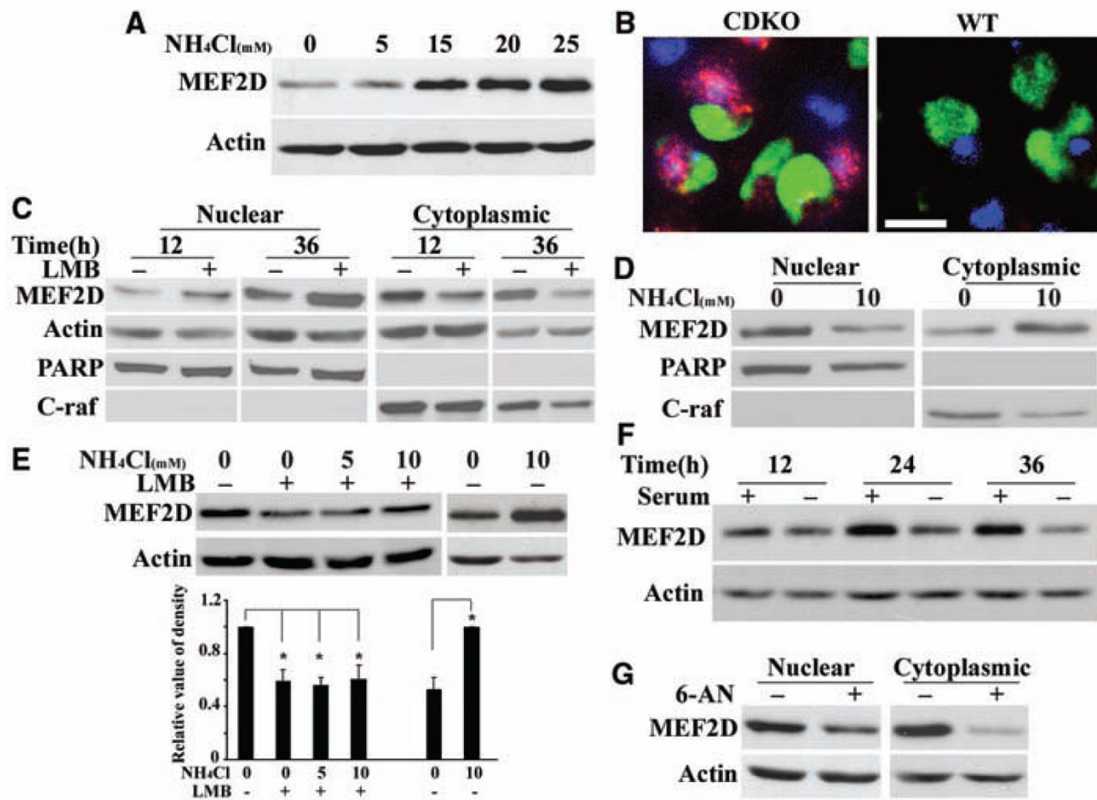 A
NH₄Cl(mM) 0 5 15 20 25
MEF2D
Actin
B
CDKO WT
C
Nuclear Cytoplasmic
Time(h) 12 36 12 36
LMB – + – + – + – +
MEF2D
Actin
PARP
C-raf
D
Nuclear Cytoplasmic
NH₄Cl(mM) 0 10 0 10
MEF2D
PARP
C-raf
E
NH₄Cl(mM) 0 0 5 10 0 10
LMB – + + + – –
MEF2D
Actin
Relative value of density
1.2
0.8
0.4
0
* * * *
NH₄Cl 0 0 5 10 0 10
LMB - + + + - -
F
Time(h) 12 24 36
Serum + – + – + –
MEF2D
Actin
G
Nuclear Cytoplasmic
6-AN – + – +
MEF2D
Actin